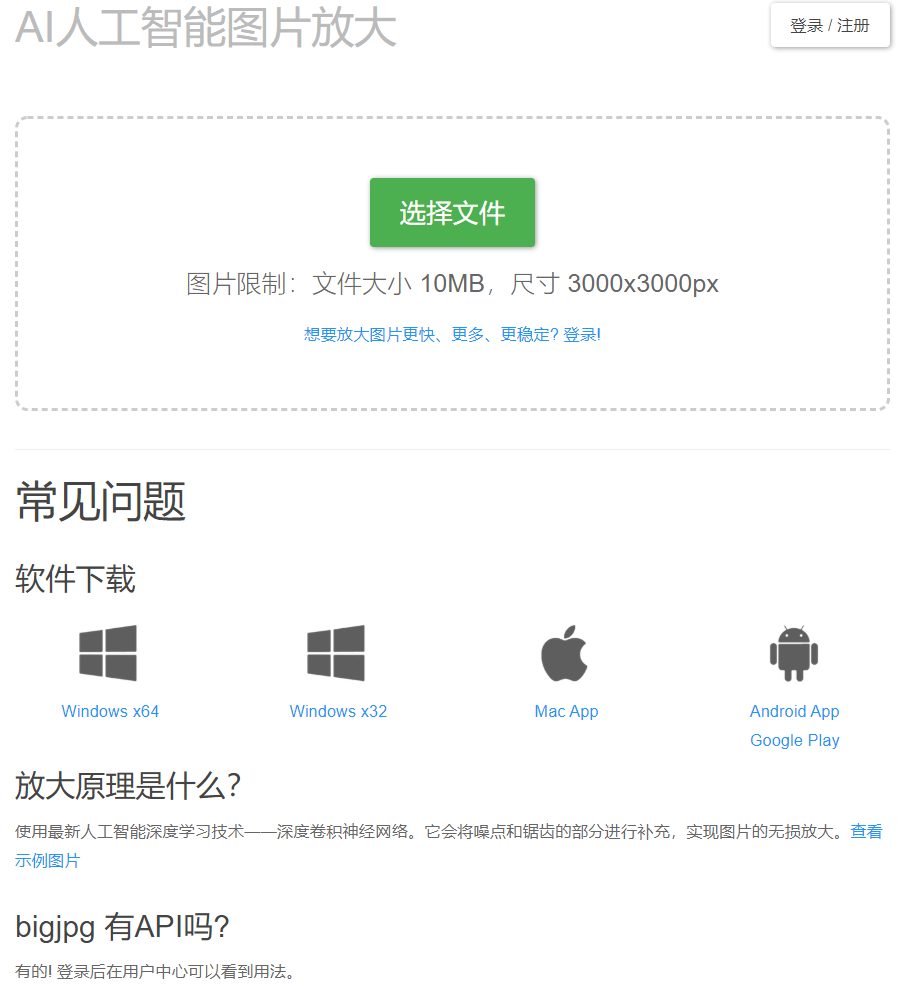 AI人工智能图片放大
登录 / 注册
选择文件
图片限制：文件大小 10MB，尺寸 3000x3000px
想要放大图片更快、更多、更稳定? 登录!
常见问题
软件下载
Windows x64
Windows x32
Mac App
Android App
Google Play
放大原理是什么?
使用最新人工智能深度学习技术——深度卷积神经网络。它会将噪点和锯齿的部分进行补充，实现图片的无损放大。查看
示例图片
bigjpg 有API吗?
有的! 登录后在用户中心可以看到用法。